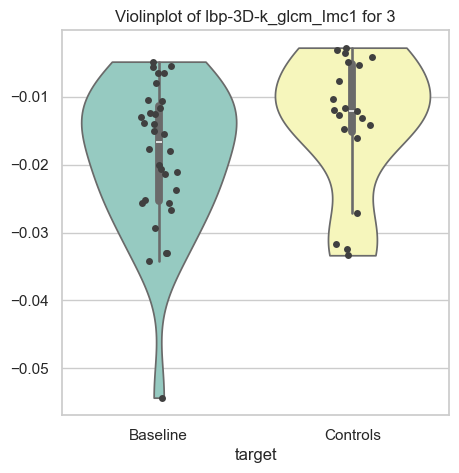 Violinplot of lbp-3D-k_glcm_Imc1 for 3
−0.01
−0.02
−0.03
−0.04
−0.05
Baseline Controls
target